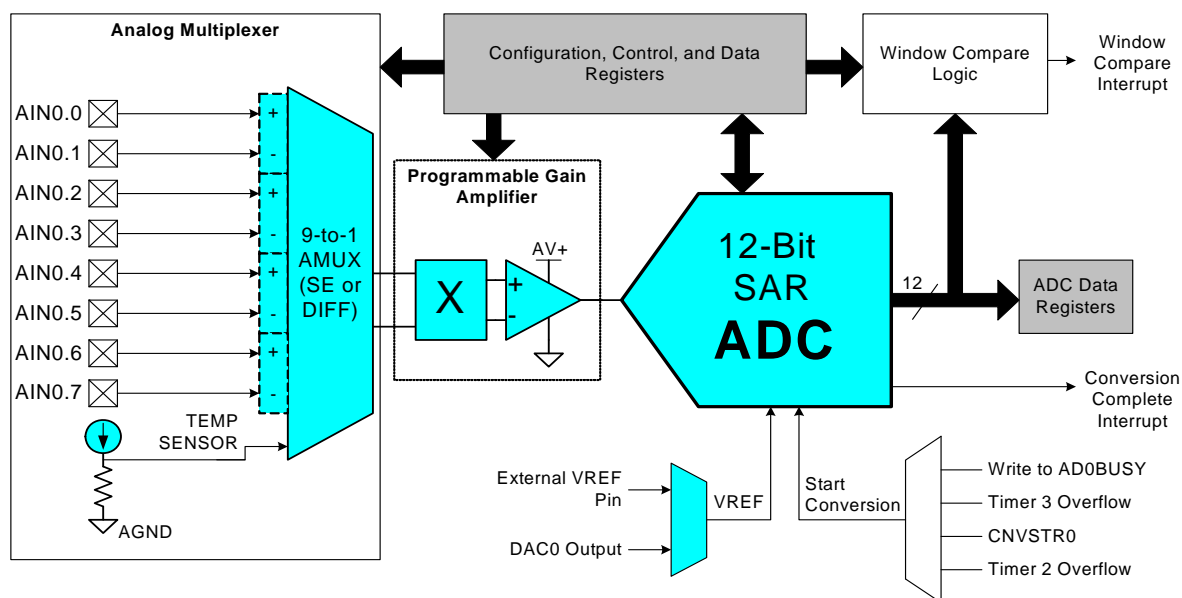 Analog Multiplexer
AIN0.0
AIN0.1
AIN0.2
AIN0.3
AIN0.4
AIN0.5
AIN0.6
AIN0.7
+
-
+
-
+
-
+
-
9-to-1
AMUX
(SE or
DIFF)
TEMP
SENSOR
AGND
Configuration, Control, and Data
Registers
Programmable Gain
Amplifier
X
+
-
AV+
12-Bit
SAR
ADC
Window Compare
Logic
Window
Compare
Interrupt
12
ADC Data
Registers
Conversion
Complete
Interrupt
External VREF
Pin
DAC0 Output
VREF
Start
Conversion
Write to AD0BUSY
Timer 3 Overflow
CNVSTR0
Timer 2 Overflow